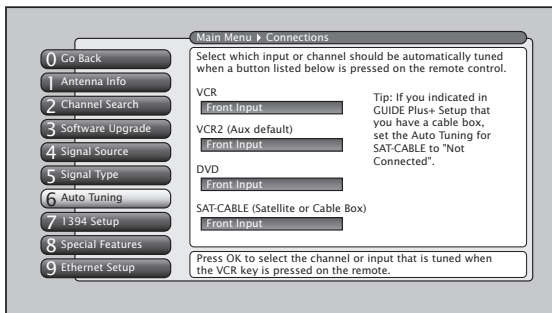 Main Menu ▶ Connections
0 Go Back
1 Antenna Info
2 Channel Search
3 Software Upgrade
4 Signal Source
5 Signal Type
6 Auto Tuning
7 1394 Setup
8 Special Features
9 Ethernet Setup
Select which input or channel should be automatically tuned
when a button listed below is pressed on the remote control.
VCR
Front Input
VCR2 (Aux default)
Front Input
DVD
Front Input
SAT-CABLE (Satellite or Cable Box)
Front Input
Tip: If you indicated in
GUIDE Plus+ Setup that
you have a cable box,
set the Auto Tuning for
SAT-CABLE to "Not
Connected".
Press OK to select the channel or input that is tuned when
the VCR key is pressed on the remote.